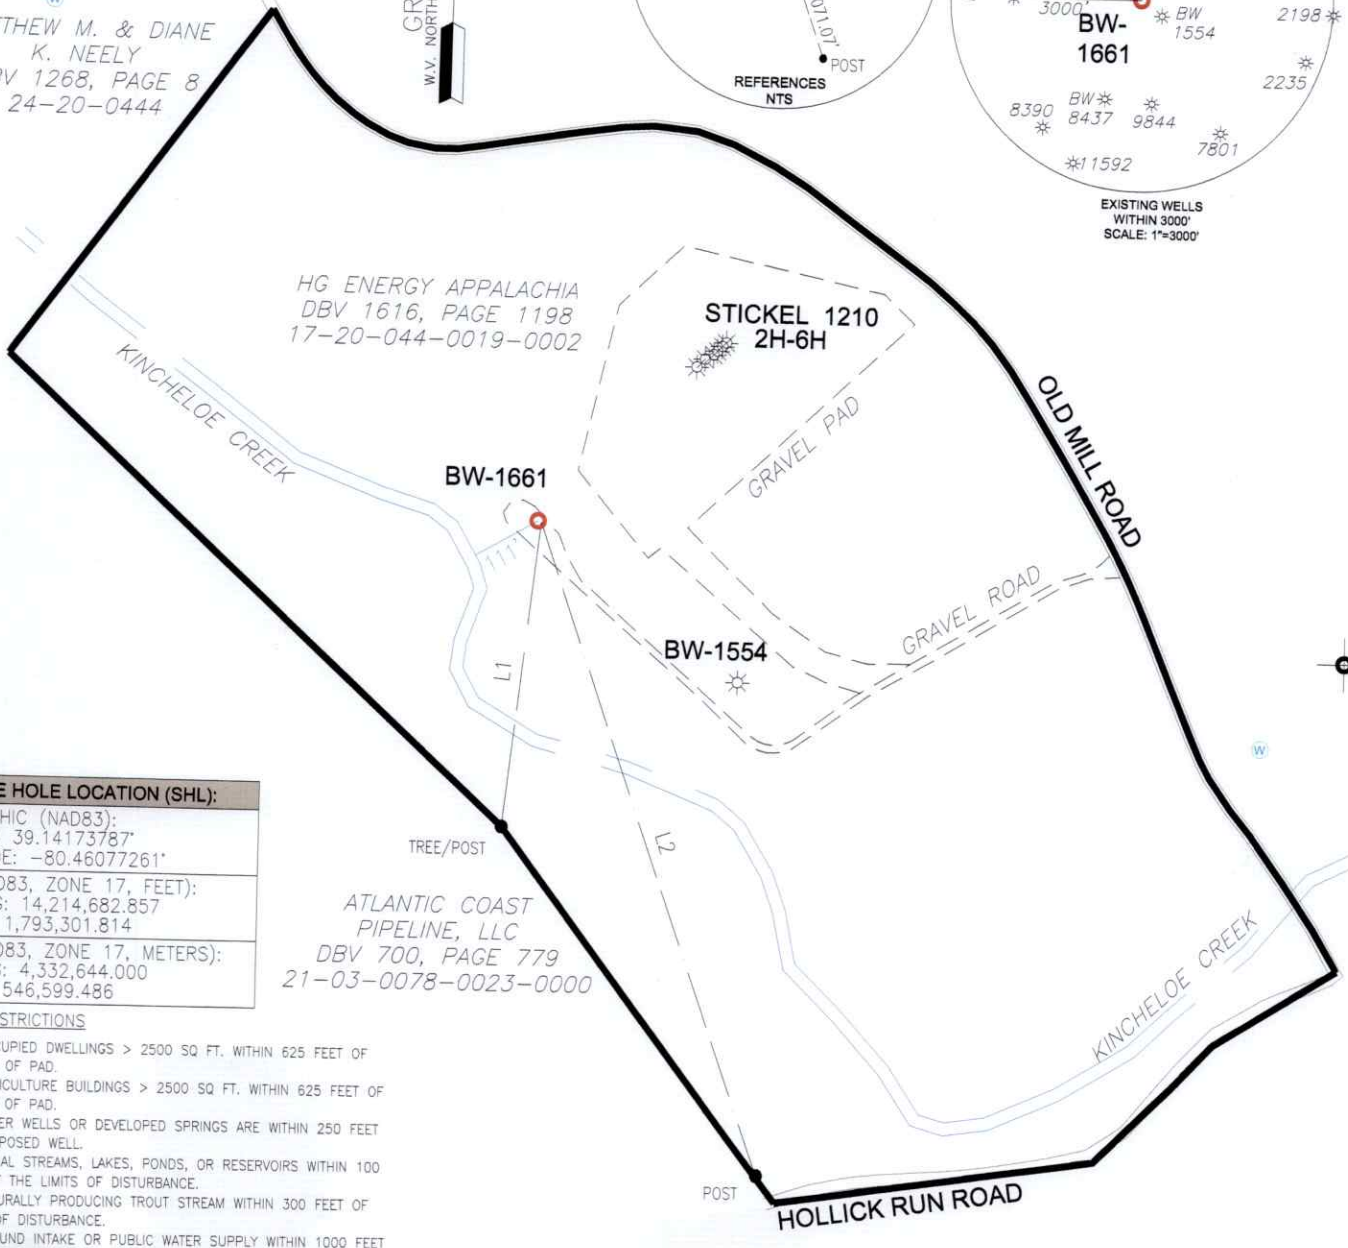 W
THEW M. & DIANE
K. NEELY
BV 1268, PAGE 8
24-20-0444
GR
W.V. NORTH
071.07'
POST
REFERENCES
NTS
3000'
BW-
1661
BW
1554
2198
2235
8390
BW
8437
9844
7801
11592
EXISTING WELLS
WITHIN 3000'
SCALE: 1"=3000'
HG ENERGY APPALACHIA
DBV 1616, PAGE 1198
17-20-044-0019-0002
STICKEL 1210
2H-6H
KINCHELOE CREEK
GRAVEL PAD
OLD MILL ROAD
BW-1661
111'
GRAVEL ROAD
BW-1554
L1
W
L2
TREE/POST
E HOLE LOCATION (SHL):
HIC (NAD83):
39.14173787°
E: -80.46077261°
D83, ZONE 17, FEET):
G: 14,214,682.857
1,793,301.814
D83, ZONE 17, METERS):
G: 4,332,644.000
546,599.486
ATLANTIC COAST
PIPELINE, LLC
DBV 700, PAGE 779
21-03-0078-0023-0000
STRICTIONS
UPIED DWELLINGS > 2500 SQ FT. WITHIN 625 FEET OF
OF PAD.
ICULTURE BUILDINGS > 2500 SQ FT. WITHIN 625 FEET OF
OF PAD.
ER WELLS OR DEVELOPED SPRINGS ARE WITHIN 250 FEET
POSED WELL.
AL STREAMS, LAKES, PONDS, OR RESERVOIRS WITHIN 100
THE LIMITS OF DISTURBANCE.
URALLY PRODUCING TROUT STREAM WITHIN 300 FEET OF
OF DISTURBANCE.
UND INTAKE OR PUBLIC WATER SUPPLY WITHIN 1000 FEET
KINCHELOE CREEK
POST
HOLLICK RUN ROAD